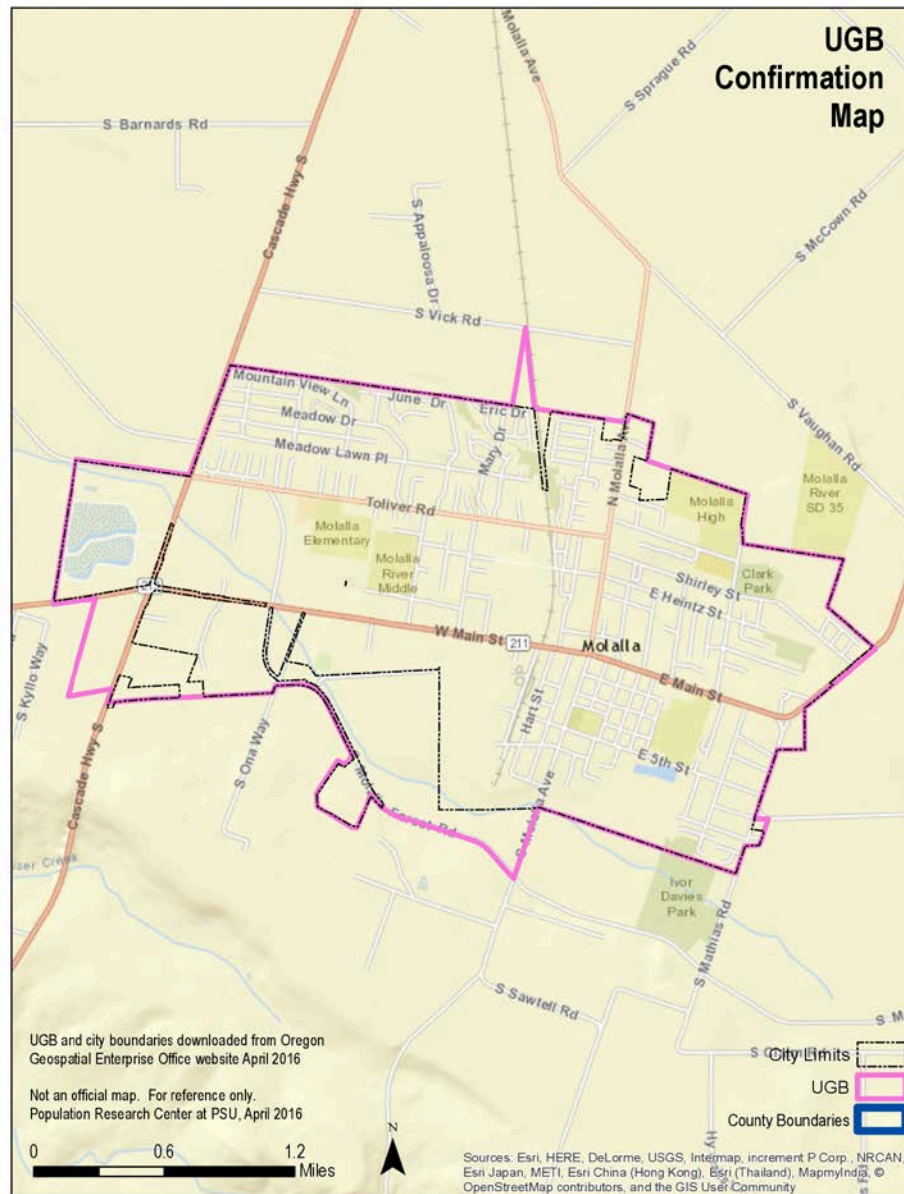 UGB
Confirmation
Map
Molalla Ave
S Sprague Rd
S Barnards Rd
Cascade Hwy S
S McCown Rd
S Appaloosa Dr
S Vick Rd
S Vaughan Rd
Mountain View Ln
June Dr
Eric Dr
Meadow Dr
Mary Dr
Meadow Lawn Pl
N Molalla Ave
Toliver Rd
Molalla
High
Molalla
River
SD 35
Molalla
Elementary
Molalla
River
Middle
Clark
Park
Shirley St
E Heintz St
211
W Main St
211
Molalla
E Main St
S Kyllo Way
Hart St
E 5th St
S Ona Way
Cascade Hwy S
Forest Rd
S Molalla Ave
Creek
Ivor
Davies
Park
S Mathias Rd
S Sawtell Rd
UGB and city boundaries downloaded from Oregon
Geospatial Enterprise Office website April 2016
Not an official map. For reference only.
Population Research Center at PSU, April 2016
City Limits
UGB
County Boundaries
N
0 0.6 1.2
Miles
Sources: Esri, HERE, DeLorme, USGS, Intermap, increment P Corp., NRCAN,
Esri Japan, METI, Esri China (Hong Kong), Esri (Thailand), MapmyIndia, ©
OpenStreetMap contributors, and the GIS User Community